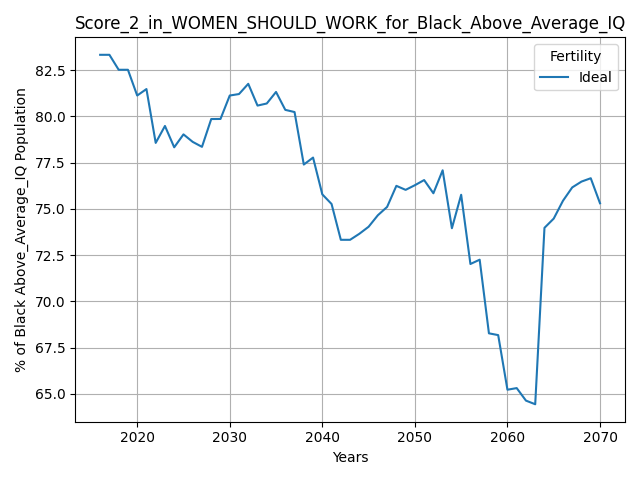 Score_2_in_WOMEN_SHOULD_WORK_for_Black_Above_Average_IQ
Fertility
Ideal
% of Black Above_Average_IQ Population
82.5
80.0
77.5
75.0
72.5
70.0
67.5
65.0
2020 2030 2040 2050 2060 2070
Years